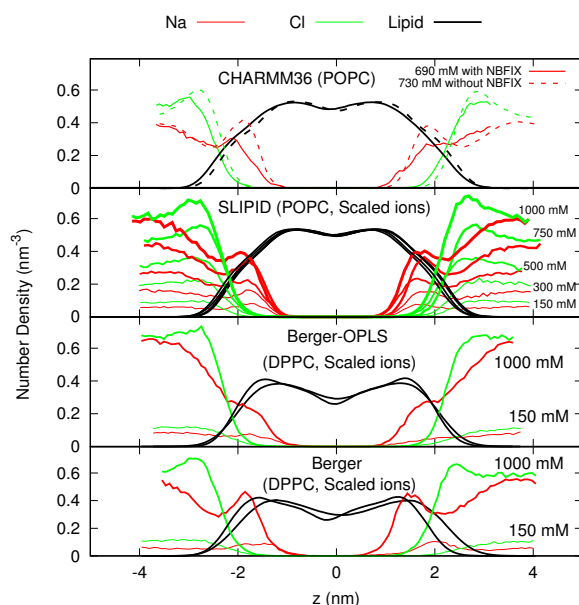 Na Cl Lipid
CHARMM36 (POPC)
690 mM with NBFIX
730 mM without NBFIX
0.6
0.4
0.2
0
SLIPID (POPC, Scaled ions)
1000 mM
750 mM
500 mM
300 mM
150 mM
0.6
0.4
0.2
0
Number Density (nm-3)
Berger-OPLS
(DPPC, Scaled ions)
1000 mM
150 mM
0.6
0.4
0.2
0
Berger
(DPPC, Scaled ions)
1000 mM
150 mM
0.6
0.4
0.2
0
-4 -2 0 2 4
z (nm)